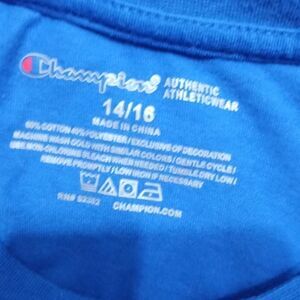 Champion AUTHENTIC
ATHLETICWEAR
14/16
MADE IN CHINA
60% COTTON 40% POLYESTER / EXCLUSIVE OF DECORATION
MACHINE WASH COLD WITH SIMILAR COLORS / GENTLE CYCLE /
USE NON-CHLORINE BLEACH WHEN NEEDED / TUMBLE DRY LOW /
REMOVE PROMPTLY / LOW IRON IF NECESSARY
RN#
CHAMPION.COM